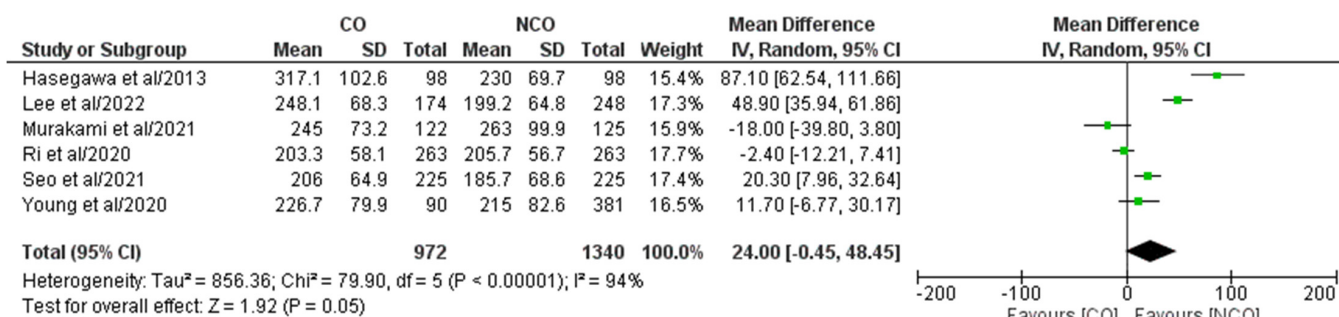 CO NCO Mean Difference Mean Difference
Study or Subgroup Mean SD Total Mean SD Total Weight IV, Random, 95% CI IV, Random, 95% CI
Hasegawa et al/2013 317.1 102.6 98 230 69.7 98 15.4% 87.10 [62.54, 111.66]
Lee et al/2022 248.1 68.3 174 199.2 64.8 248 17.3% 48.90 [35.94, 61.86]
Murakami et al/2021 245 73.2 122 263 99.9 125 15.9% -18.00 [-39.80, 3.80]
Ri et al/2020 203.3 58.1 263 205.7 56.7 263 17.7% -2.40 [-12.21, 7.41]
Seo et al/2021 206 64.9 225 185.7 68.6 225 17.4% 20.30 [7.96, 32.64]
Young et al/2020 226.7 79.9 90 215 82.6 381 16.5% 11.70 [-6.77, 30.17]
Total (95% CI) 972 1340 100.0% 24.00 [-0.45, 48.45]
Heterogeneity: Tau² = 856.36; Chi² = 79.90, df = 5 (P < 0.00001); I² = 94%
Test for overall effect: Z = 1.92 (P = 0.05)
-200 -100 0 100 200
Favours [CO] Favours [NCO]